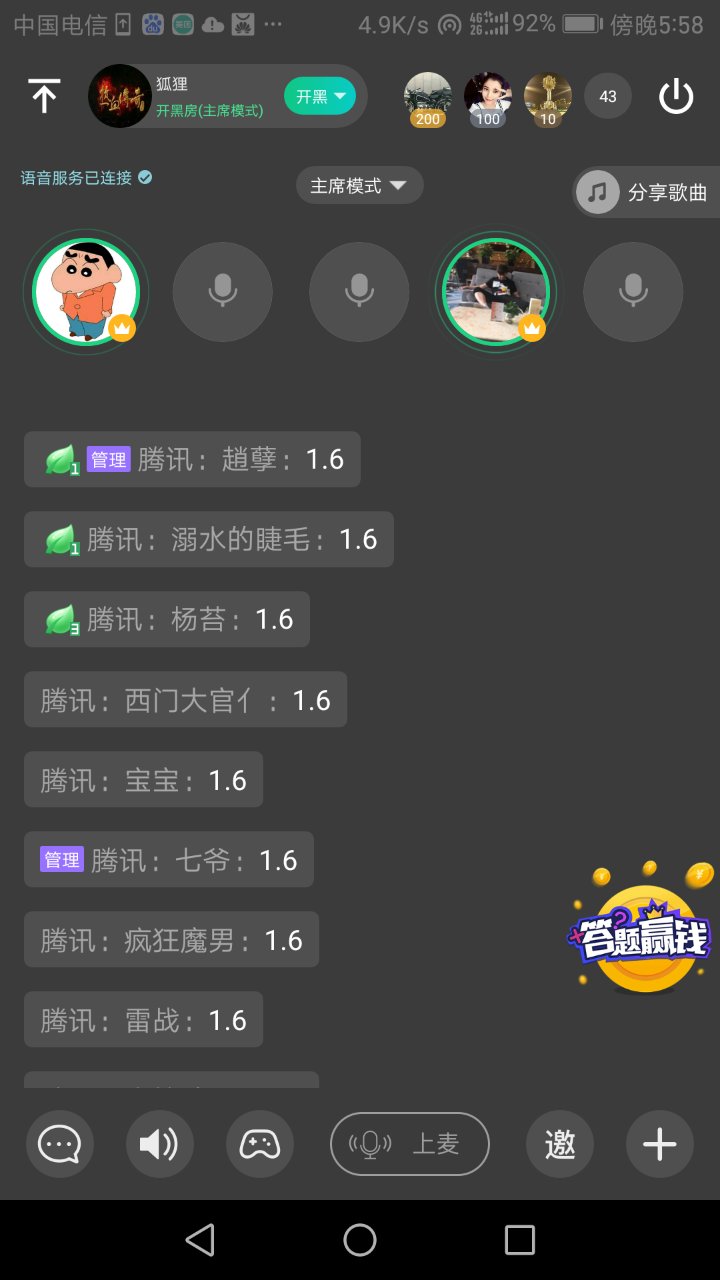 中国电信 英语 ··· 4.9K/s 4G 2G 92% 傍晚5:58
狐狸
开黑房(主席模式)
开黑
200
100
10
43
语音服务已连接
主席模式
分享歌曲
1 管理 腾讯：趙孽：1.6
1 腾讯：溺水的睫毛：1.6
3 腾讯：杨苔：1.6
腾讯：西门大官亻：1.6
腾讯：宝宝：1.6
管理 腾讯：七爷：1.6
腾讯：疯狂魔男：1.6
答题赢钱
腾讯：雷战：1.6
上麦
邀